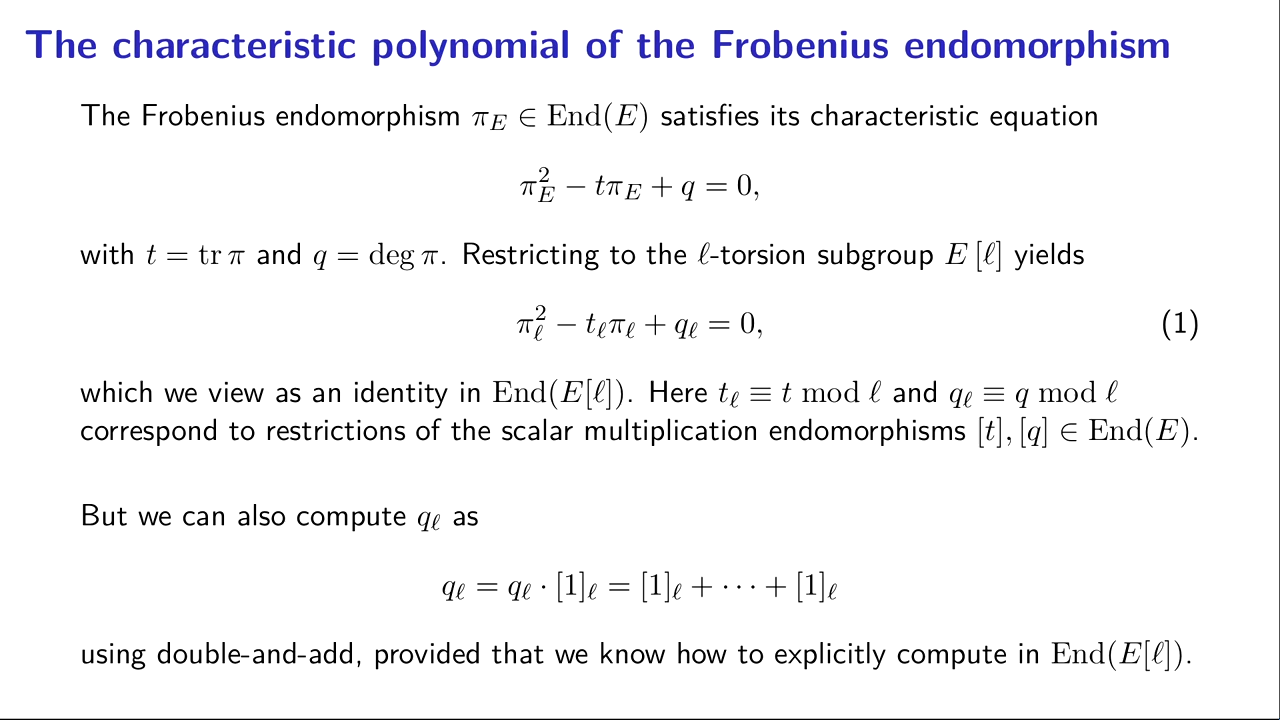 The characteristic polynomial of the Frobenius endomorphism
The Frobenius endomorphism π_E ∈ End(E) satisfies its characteristic equation
π_E^2 − tπ_E + q = 0,
with t = tr π and q = deg π. Restricting to the ℓ-torsion subgroup E [ℓ] yields
π_ℓ^2 − t_ℓπ_ℓ + q_ℓ = 0, (1)
which we view as an identity in End(E[ℓ]). Here t_ℓ ≡ t mod ℓ and q_ℓ ≡ q mod ℓ
correspond to restrictions of the scalar multiplication endomorphisms [t], [q] ∈ End(E).
But we can also compute q_ℓ as
q_ℓ = q_ℓ · [1]_ℓ = [1]_ℓ + · · · + [1]_ℓ
using double-and-add, provided that we know how to explicitly compute in End(E[ℓ]).